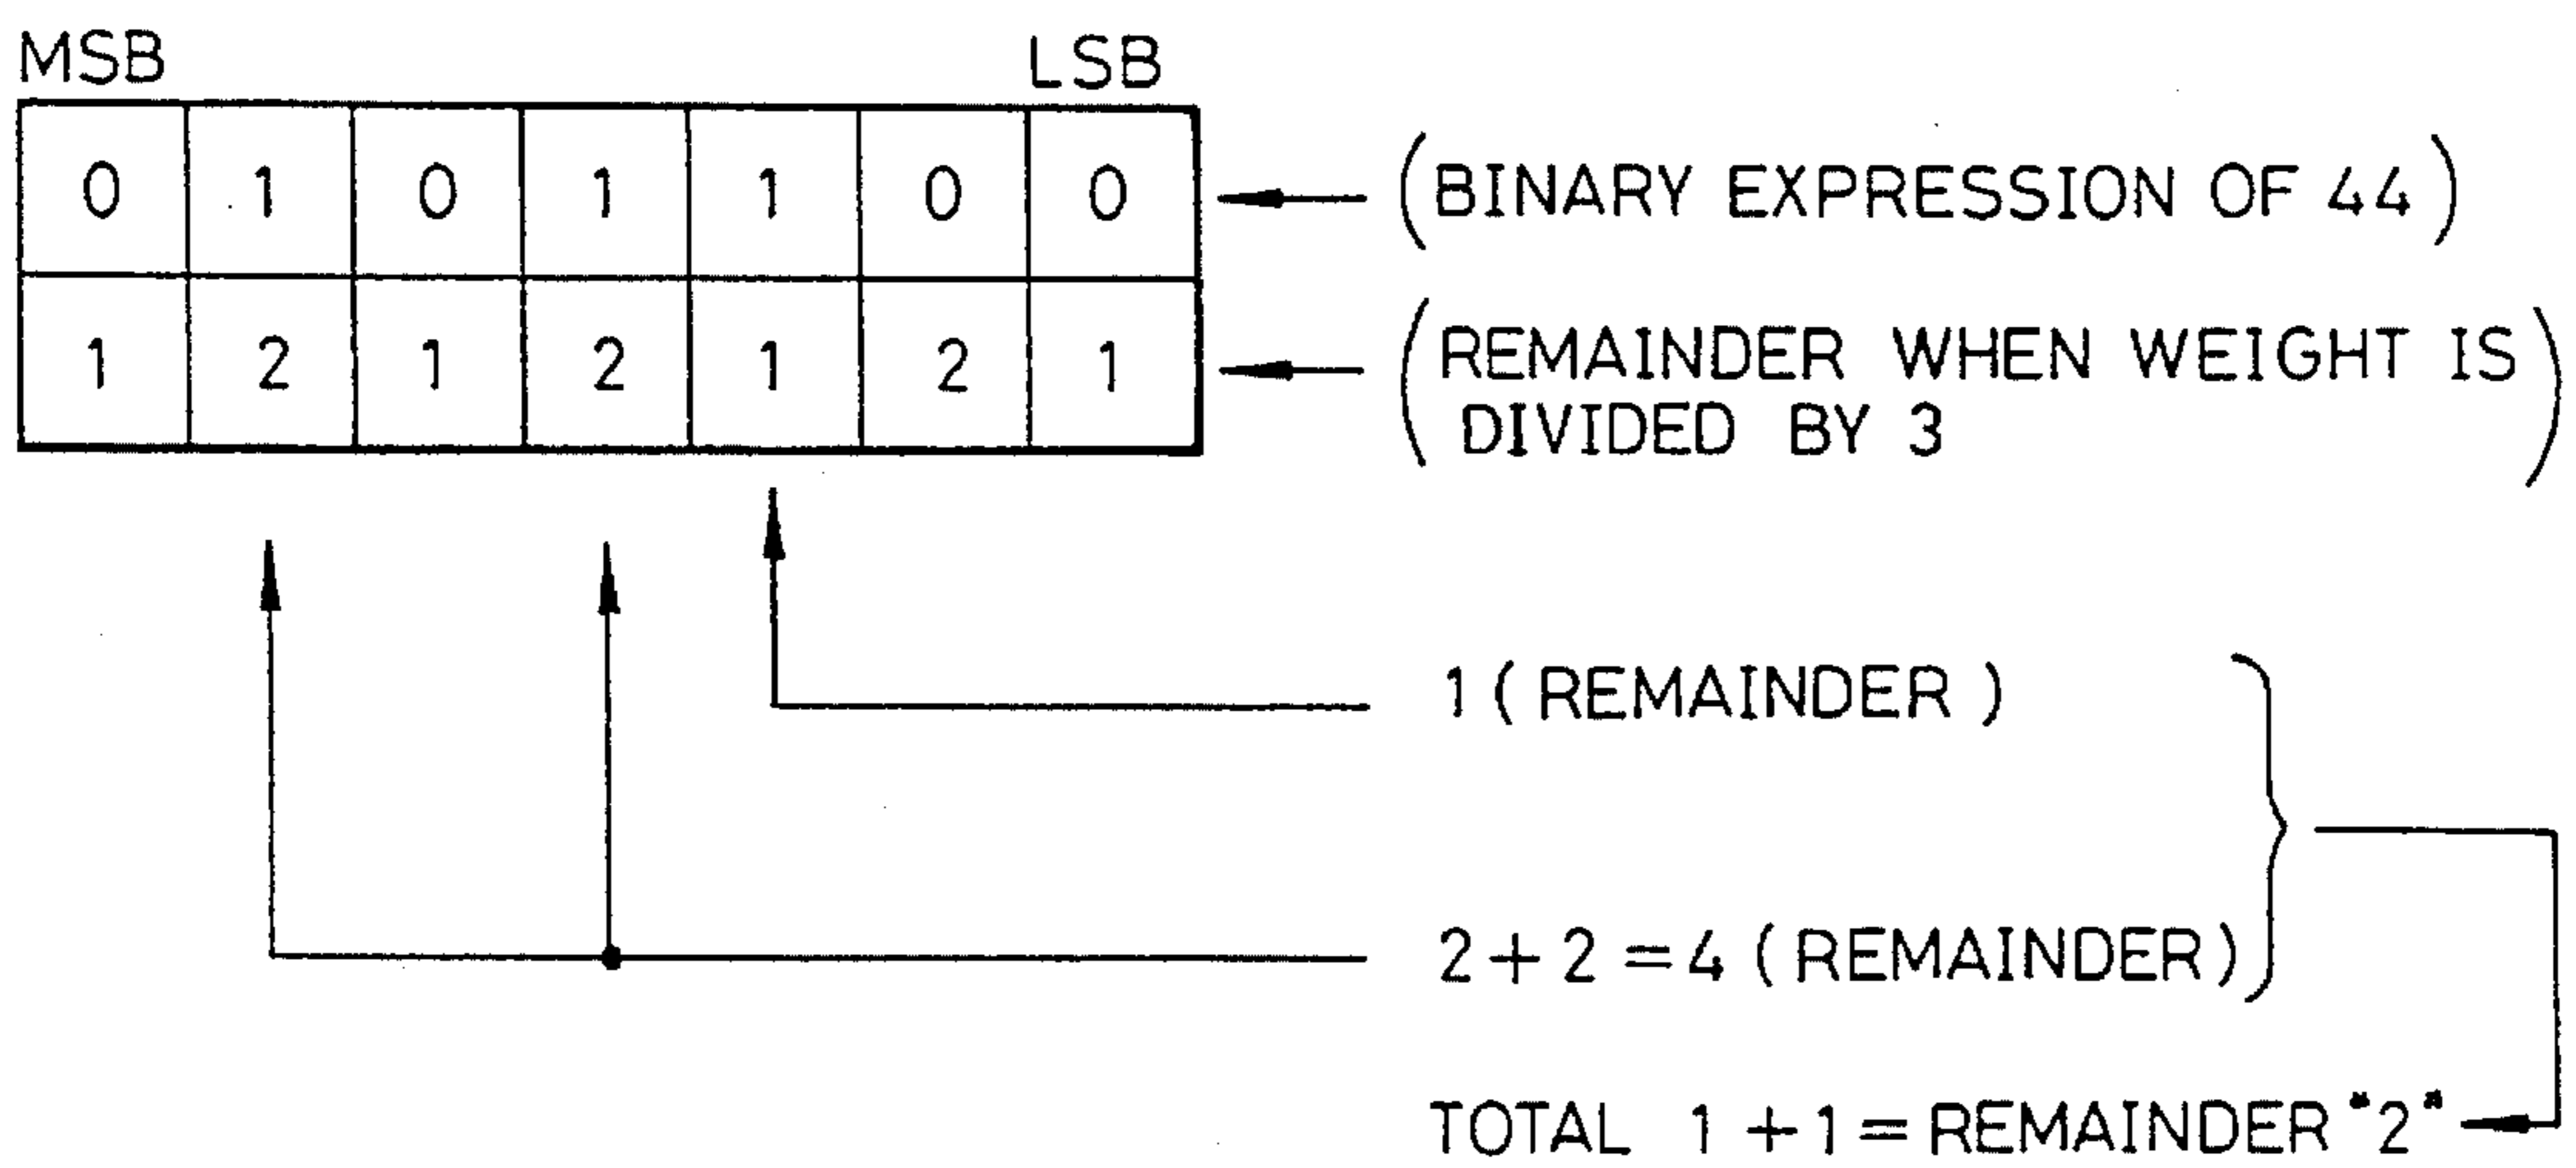 MSB LSB
0 1 0 1 1 0 0 (BINARY EXPRESSION OF 44)
1 2 1 2 1 2 1 (REMAINDER WHEN WEIGHT IS
DIVIDED BY 3)
1 (REMAINDER)
2+2=4 (REMAINDER)
TOTAL 1+1=REMAINDER "2"